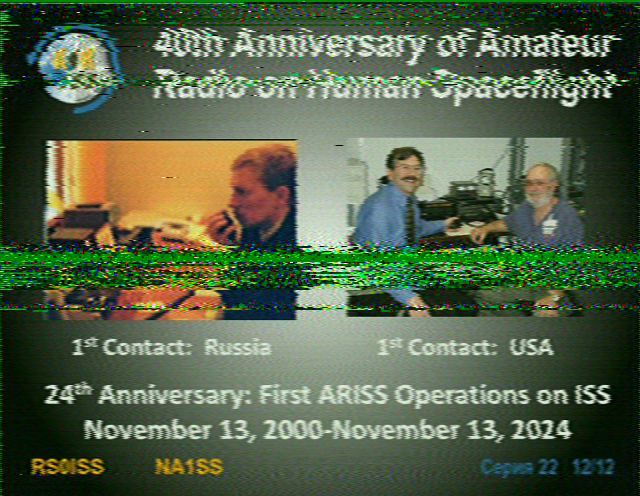 40th Anniversary of Amateur
Radio on Human Spaceflight
1st Contact: Russia
1st Contact: USA
24th Anniversary: First ARISS Operations on ISS
November 13, 2000-November 13, 2024
RS0ISS NA1SS
Серия 22 12/12